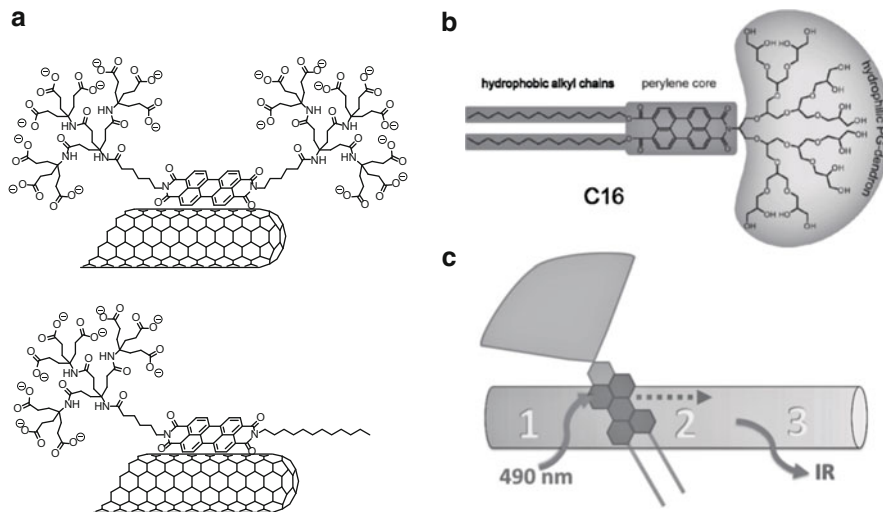 a
b
hydrophobic alkyl chains
perylene core
hydrophilic PG-dendron
C16
c
1
2
3
490 nm
IR